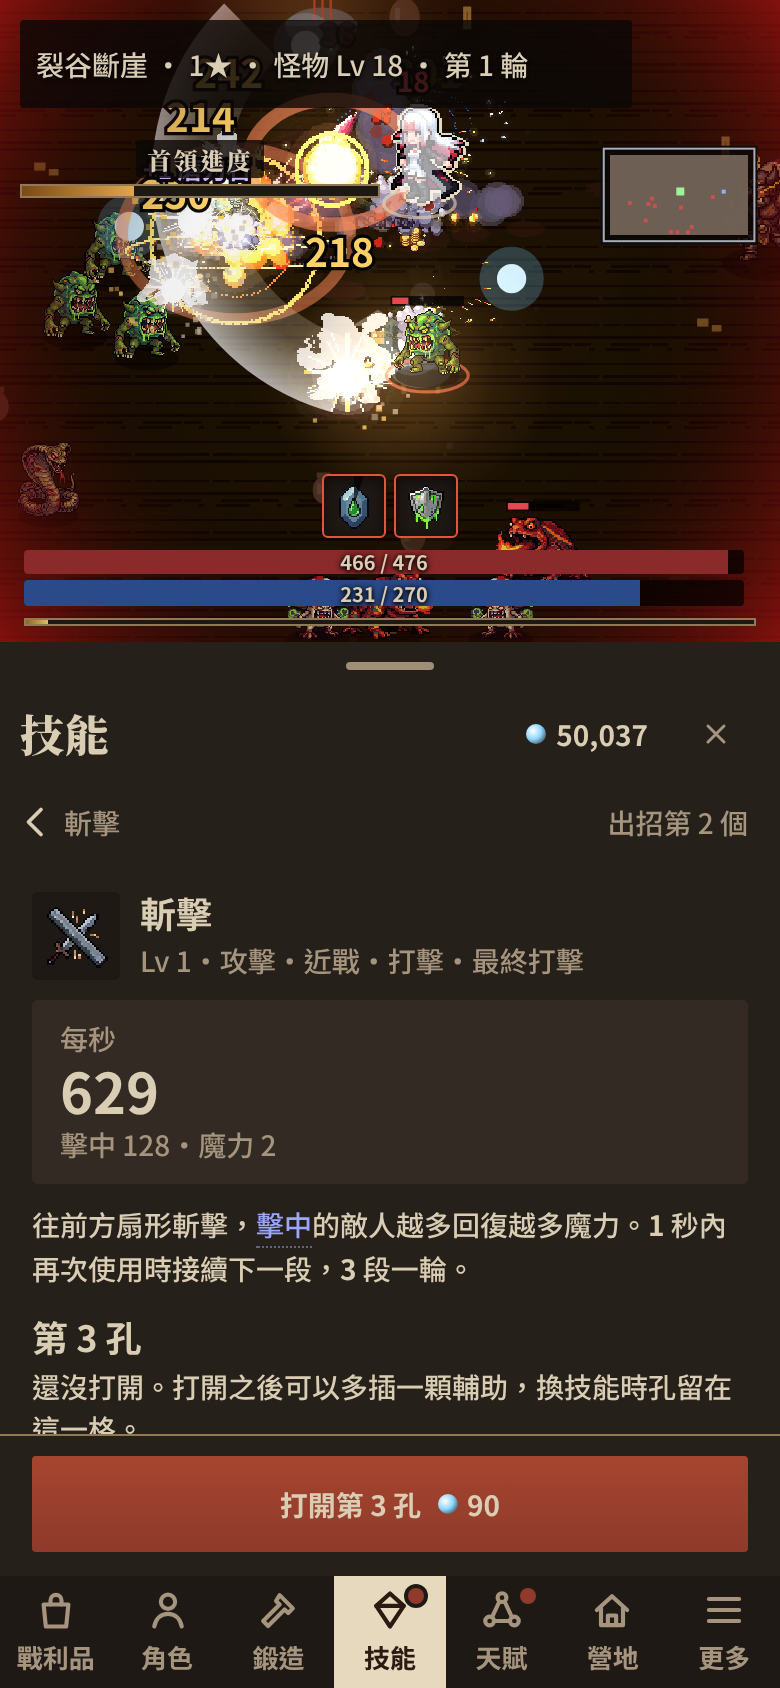 裂谷斷崖 • 1★ • 怪物 Lv 18 • 第 1 輪
242
18
214
首領進度
230
218
466 / 476
231 / 270
技能
50,037
斬擊
出招第 2 個
斬擊
Lv 1・攻擊・近戰・打擊・最終打擊
每秒
629
擊中 128・魔力 2
往前方扇形斬擊，擊中的敵人越多回復越多魔力。1 秒內
再次使用時接續下一段，3 段一輪。
第 3 孔
還沒打開。打開之後可以多插一顆輔助，換技能時孔留在
這一格。
打開第 3 孔 90
戰利品
角色
鍛造
技能
天賦
營地
更多